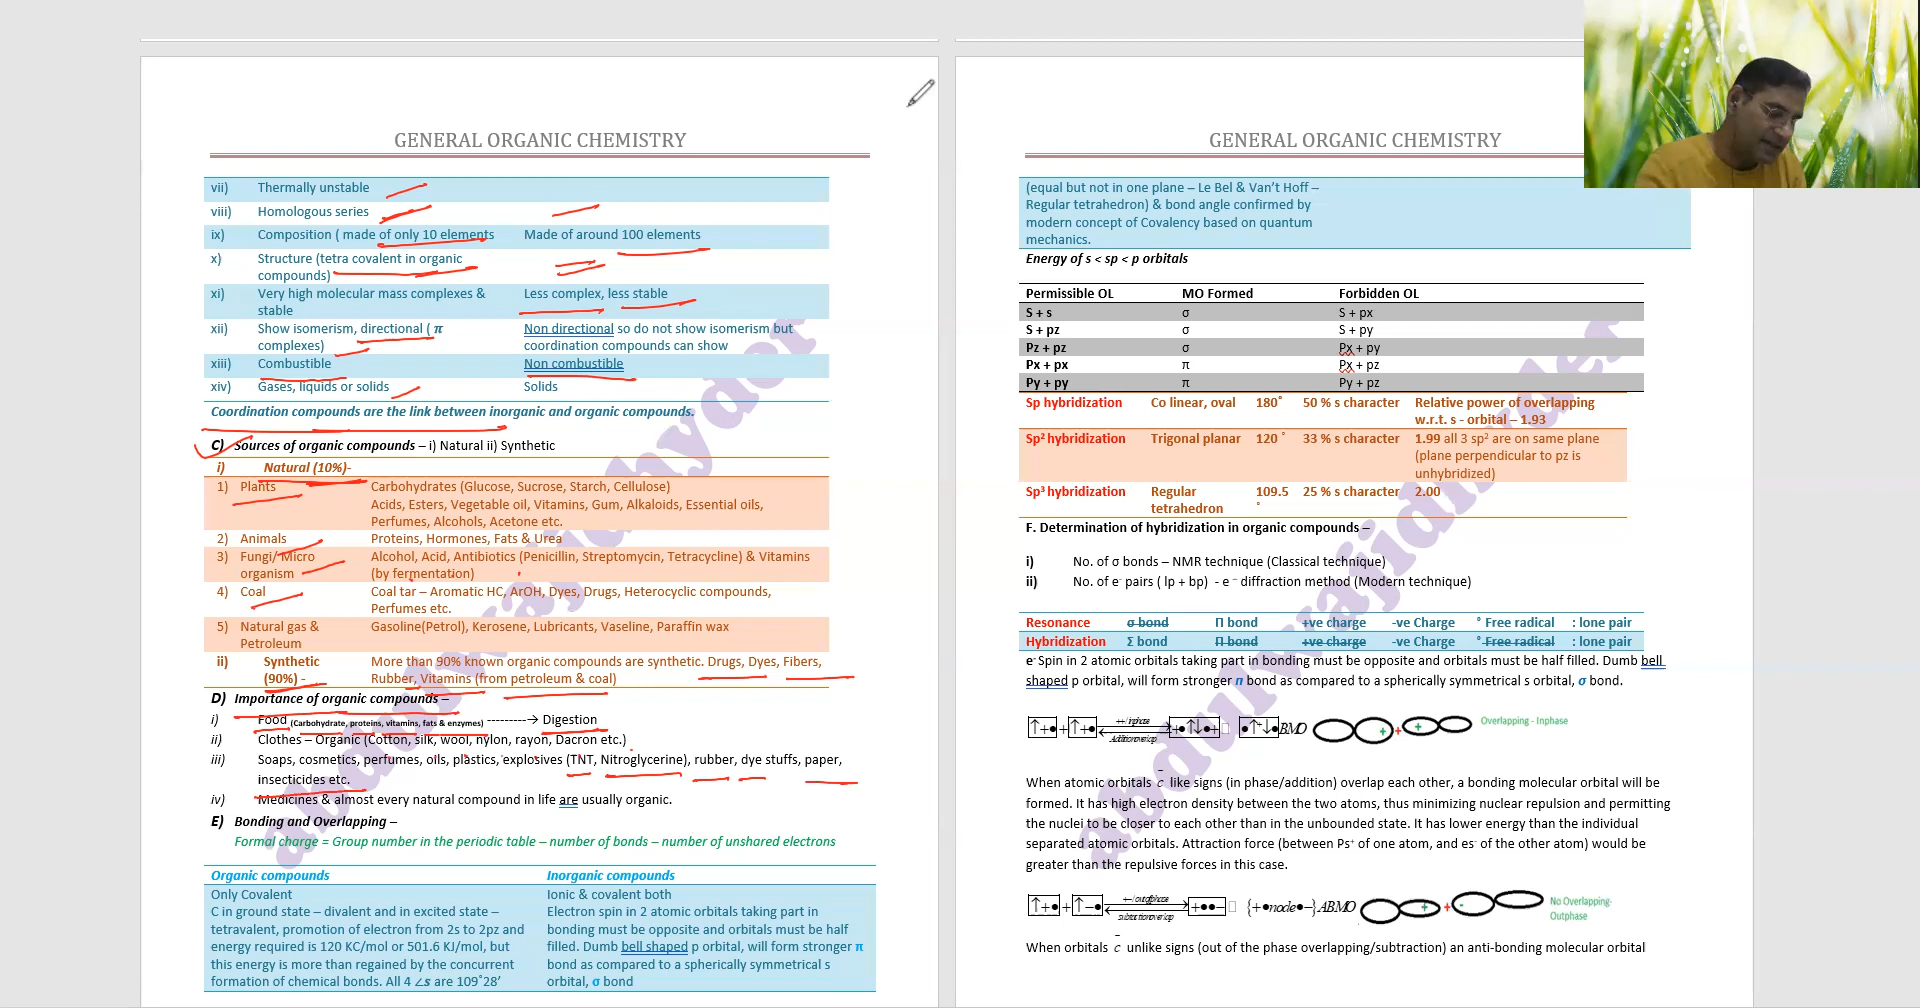 GENERAL ORGANIC CHEMISTRY
vii) Thermally unstable
viii) Homologous series
ix) Composition ( made of only 10 elements Made of around 100 elements
x) Structure (tetra covalent in organic
compounds)
xi) Very high molecular mass complexes & Less complex, less stable
stable
xii) Show isomerism, directional ( π Non directional so do not show isomerism but
complexes) coordination compounds can show
xiii) Combustible Non combustible
xiv) Gases, liquids or solids Solids
Coordination compounds are the link between inorganic and organic compounds.
C) Sources of organic compounds – i) Natural ii) Synthetic
i) Natural (10%)-
1) Plants Carbohydrates (Glucose, Sucrose, Starch, Cellulose)
Acids, Esters, Vegetable oil, Vitamins, Gum, Alkaloids, Essential oils,
Perfumes, Alcohols, Acetone etc.
2) Animals Proteins, Hormones, Fats & Urea
3) Fungi/ Micro Alcohol, Acid, Antibiotics (Penicillin, Streptomycin, Tetracycline) & Vitamins
organism (by fermentation)
4) Coal Coal tar – Aromatic HC, ArOH, Dyes, Drugs, Heterocyclic compounds,
Perfumes etc.
5) Natural gas & Gasoline(Petrol), Kerosene, Lubricants, Vaseline, Paraffin wax
Petroleum
ii) Synthetic More than 90% known organic compounds are synthetic. Drugs, Dyes, Fibers,
(90%) - Rubber, Vitamins (from petroleum & coal)
D) Importance of organic compounds –
i) Food (Carbohydrate, proteins, vitamins, fats & enzymes) ---------→ Digestion
ii) Clothes – Organic (Cotton, silk, wool, nylon, rayon, Dacron etc.)
iii) Soaps, cosmetics, perfumes, oils, plastics, explosives (TNT, Nitroglycerine), rubber, dye stuffs, paper,
insecticides etc.
iv) Medicines & almost every natural compound in life are usually organic.
E) Bonding and Overlapping –
Formal charge = Group number in the periodic table – number of bonds – number of unshared electrons
Organic compounds Inorganic compounds
Only Covalent Ionic & covalent both
C in ground state – divalent and in excited state – Electron spin in 2 atomic orbitals taking part in
tetravalent, promotion of electron from 2s to 2pz and bonding must be opposite and orbitals must be half
energy required is 120 KC/mol or 501.6 KJ/mol, but filled. Dumb bell shaped p orbital, will form stronger π
this energy is more than regained by the concurrent bond as compared to a spherically symmetrical s
formation of chemical bonds. All 4 ∠s are 109°28′ orbital, σ bond
abdulwajidhyder
GENERAL ORGANIC CHEMISTRY
(equal but not in one plane – Le Bel & Van't Hoff –
Regular tetrahedron) & bond angle confirmed by
modern concept of Covalency based on quantum
mechanics.
Energy of s < sp < p orbitals
Permissible OL MO Formed Forbidden OL
S + s σ S + px
S + pz σ S + py
Pz + pz σ Px + py
Px + px π Px + pz
Py + py π Py + pz
Sp hybridization Co linear, oval 180° 50 % s character Relative power of overlapping
w.r.t. s - orbital – 1.93
Sp² hybridization Trigonal planar 120 ° 33 % s character 1.99 all 3 sp² are on same plane
(plane perpendicular to pz is
unhybridized)
Sp³ hybridization Regular 109.5 25 % s character 2.00
tetrahedron °
F. Determination of hybridization in organic compounds –
i) No. of σ bonds – NMR technique (Classical technique)
ii) No. of e⁻ pairs ( lp + bp) - e ⁻ diffraction method (Modern technique)
Resonance σ bond Π bond +ve charge -ve Charge ° Free radical : lone pair
Hybridization Σ bond Π bond +ve charge -ve charge ° Free radical : lone pair
e⁻ Spin in 2 atomic orbitals taking part in bonding must be opposite and orbitals must be half filled. Dumb bell
shaped p orbital, will form stronger π bond as compared to a spherically symmetrical s orbital, σ bond.
Overlapping - Inphase
When atomic orbitals c̄ like signs (in phase/addition) overlap each other, a bonding molecular orbital will be
formed. It has high electron density between the two atoms, thus minimizing nuclear repulsion and permitting
the nuclei to be closer to each other than in the unbounded state. It has lower energy than the individual
separated atomic orbitals. Attraction force (between Ps⁺ of one atom, and es⁻ of the other atom) would be
greater than the repulsive forces in this case.
{+●node●−}ABMO No Overlapping-
Outphase
When orbitals c̄ unlike signs (out of the phase overlapping/subtraction) an anti-bonding molecular orbital
abdulwajidhyder